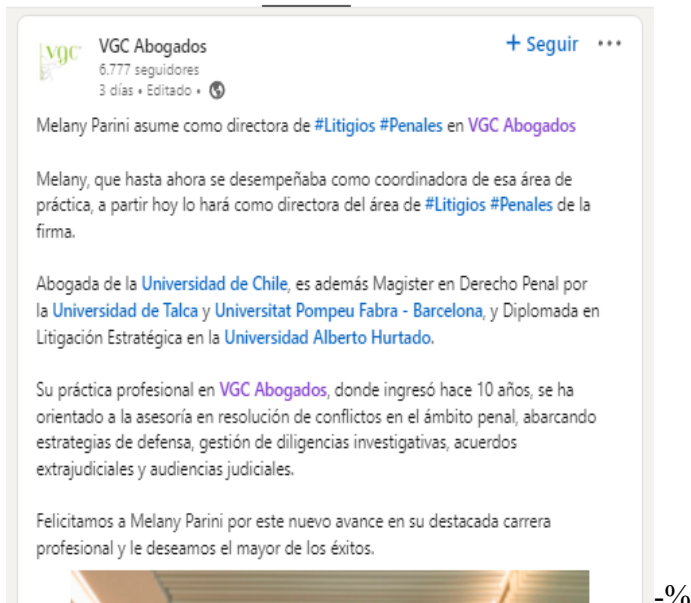 vgc
VGC Abogados
+ Seguir ...
6.777 seguidores
3 días • Editado •
Melany Parini asume como directora de #Litigios #Penales en VGC Abogados
Melany, que hasta ahora se desempeñaba como coordinadora de esa área de
práctica, a partir hoy lo hará como directora del área de #Litigios #Penales de la
firma.
Abogada de la Universidad de Chile, es además Magister en Derecho Penal por
la Universidad de Talca y Universitat Pompeu Fabra - Barcelona, y Diplomada en
Litigación Estratégica en la Universidad Alberto Hurtado.
Su práctica profesional en VGC Abogados, donde ingresó hace 10 años, se ha
orientado a la asesoría en resolución de conflictos en el ámbito penal, abarcando
estrategias de defensa, gestión de diligencias investigativas, acuerdos
extrajudiciales y audiencias judiciales.
Felicitamos a Melany Parini por este nuevo avance en su destacada carrera
profesional y le deseamos el mayor de los éxitos.
-%